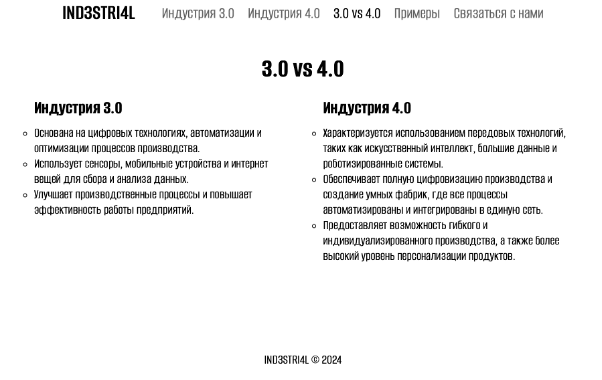 IND3STRI4L Индустрия 3.0 Индустрия 4.0 3.0 vs 4.0 Примеры Связаться с нами
3.0 vs 4.0
Индустрия 3.0
Основана на цифровых технологиях, автоматизации и
оптимизации процессов производства.
Использует сенсоры, мобильные устройства и интернет
вещей для сбора и анализа данных.
Улучшает производственные процессы и повышает
эффективность работы предприятий.
Индустрия 4.0
Характеризуется использованием передовых технологий,
таких как искусственный интеллект, большие данные и
роботизированные системы.
Обеспечивает полную цифровизацию производства и
создание умных фабрик, где все процессы
автоматизированы и интегрированы в единую сеть.
Предоставляет возможность гибкого и
индивидуализированного производства, а также более
высокий уровень персонализации продуктов.
IND3STRI4L © 2024